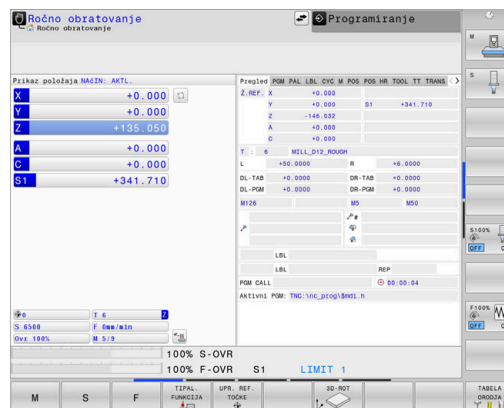 Ročno obratovanje
Ročno obratovanje
Programiranje
Prikaz položaja NAčIN: AKTL.
X +0.000
Y +0.000
Z +135.050
A +0.000
C +0.000
S1 +341.710
0 T 6 Z
S 6500 F 0mm/min
Ovr 100% M 5/9
Pregled PGM PAL LBL CYC M POS POS HR TOOL TT TRANS
Ž.REF. X +0.000
Y +0.000 S1 +341.710
Z -146.032
A +0.000
C +0.000
T : 6 MILL_D12_ROUGH
L +50.0000 R +6.0000
DL-TAB +0.0000 DR-TAB +0.0000
DL-PGM +0.0000 DR-PGM +0.0000
M126 M5 M50
LBL
LBL REP
PGM CALL 00:00:04
Aktivni PGM: TNC:\nc_prog\$mdi.h
100% S-OVR
100% F-OVR S1 LIMIT 1
M
S
F
TIPAL. FUNKCIJA
UPR. REF. TOČKE
3D-ROT
TABELA
M
S
S100%
OFF
F100%
OFF